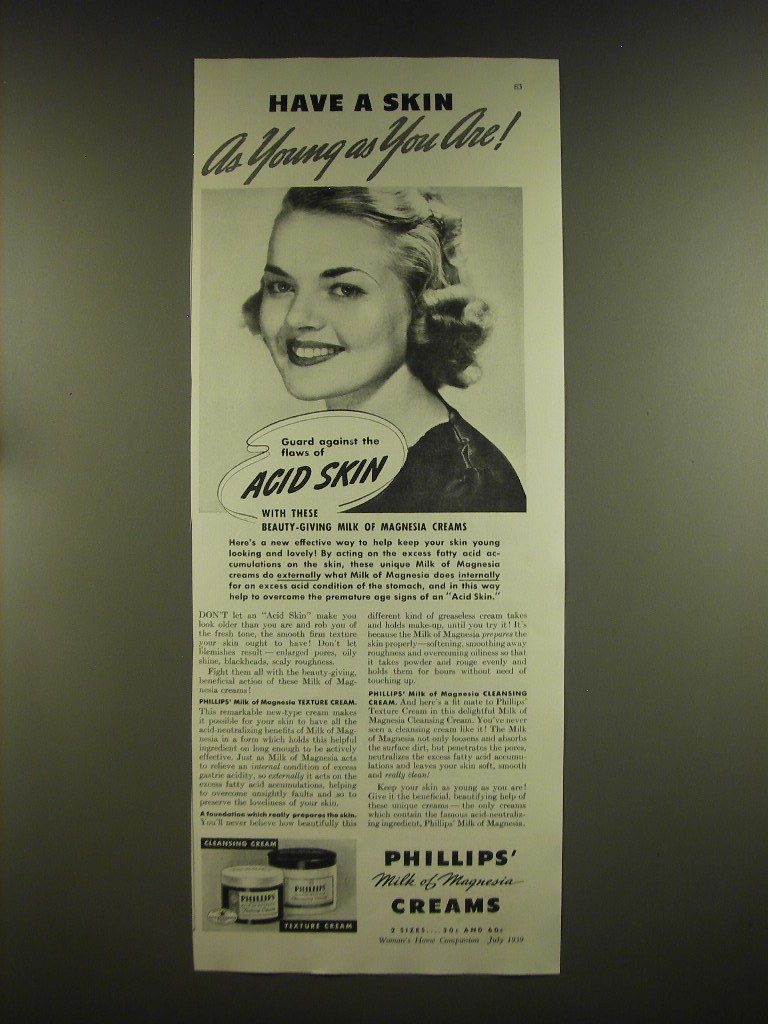 63
HAVE A SKIN
As Young as You Are!
Guard against the
flaws of
ACID SKIN
WITH THESE
BEAUTY-GIVING MILK OF MAGNESIA CREAMS
Here's a new effective way to help keep your skin young
looking and lovely! By acting on the excess fatty acid ac-
cumulations on the skin, these unique Milk of Magnesia
creams do externally what Milk of Magnesia does internally
for an excess acid condition of the stomach, and in this way
help to overcome the premature age signs of an "Acid Skin."
DON'T let an "Acid Skin" make you
look older than you are and rob you of
the fresh tone, the smooth firm texture
your skin ought to have! Don't let
blemishes result—enlarged pores, oily
shine, blackheads, scaly roughness.
Fight them all with the beauty-giving,
beneficial action of these Milk of Mag-
nesia creams!
PHILLIPS' Milk of Magnesia TEXTURE CREAM.
This remarkable new-type cream makes
it possible for your skin to have all the
acid-neutralizing benefits of Milk of Mag-
nesia in a form which holds this helpful
ingredient on long enough to be actively
effective. Just as Milk of Magnesia acts
to relieve an internal condition of excess
gastric acidity, so externally it acts on the
excess fatty acid accumulations, helping
to overcome unsightly faults and so to
preserve the loveliness of your skin.
A foundation which really prepares the skin.
You'll never believe how beautifully this
different kind of greaseless cream takes
and holds make-up, until you try it! It's
because the Milk of Magnesia prepares the
skin properly—softening, smoothing away
roughness and overcoming oiliness so that
it takes powder and rouge evenly and
holds them for hours without need of
touching up.
PHILLIPS' Milk of Magnesia CLEANSING
CREAM. And here's a fit mate to Phillips'
Texture Cream in this delightful Milk of
Magnesia Cleansing Cream. You've never
seen a cleansing cream like it! The Milk
of Magnesia not only loosens and absorbs
the surface dirt, but penetrates the pores,
neutralizes the excess fatty acid accumu-
lations and leaves your skin soft, smooth
and really clean!
Keep your skin as young as you are!
Give it the beneficial, beautifying help of
these unique creams—the only creams
which contain the famous acid-neutraliz-
ing ingredient, Phillips' Milk of Magnesia.
CLEANSING CREAM
PHILLIPS
PHILLIPS
TEXTURE CREAM
PHILLIPS'
Milk of Magnesia
CREAMS
2 SIZES....30¢ AND 60¢
Woman's Home Companion July 1939